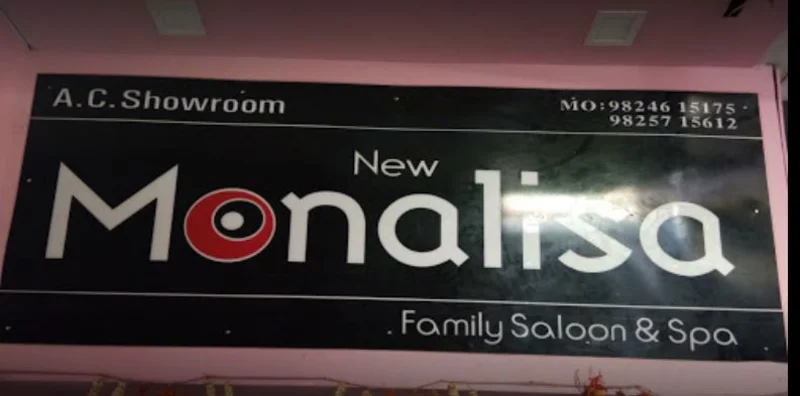 A.C. Showroom
MO: 98246 15175
98257 15612
New
Monalisa
Family Saloon & Spa